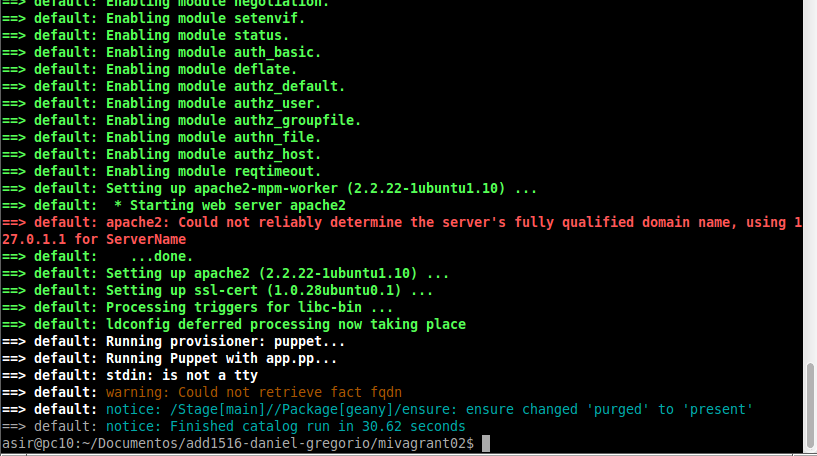 ==> default: Enabling module negotiation.
==> default: Enabling module setenvif.
==> default: Enabling module status.
==> default: Enabling module auth_basic.
==> default: Enabling module deflate.
==> default: Enabling module authz_default.
==> default: Enabling module authz_user.
==> default: Enabling module authz_groupfile.
==> default: Enabling module authn_file.
==> default: Enabling module authz_host.
==> default: Enabling module reqtimeout.
==> default: Setting up apache2-mpm-worker (2.2.22-1ubuntu1.10) ...
==> default:  * Starting web server apache2
==> default: apache2: Could not reliably determine the server's fully qualified domain name, using 1
27.0.1.1 for ServerName
==> default:    ...done.
==> default: Setting up apache2 (2.2.22-1ubuntu1.10) ...
==> default: Setting up ssl-cert (1.0.28ubuntu0.1) ...
==> default: Processing triggers for libc-bin ...
==> default: ldconfig deferred processing now taking place
==> default: Running provisioner: puppet...
==> default: Running Puppet with app.pp...
==> default: stdin: is not a tty
==> default: warning: Could not retrieve fact fqdn
==> default: notice: /Stage[main]//Package[geany]/ensure: ensure changed 'purged' to 'present'
==> default: notice: Finished catalog run in 30.62 seconds
asir@pc10:~/Documentos/add1516-daniel-gregorio/mivagrant02$